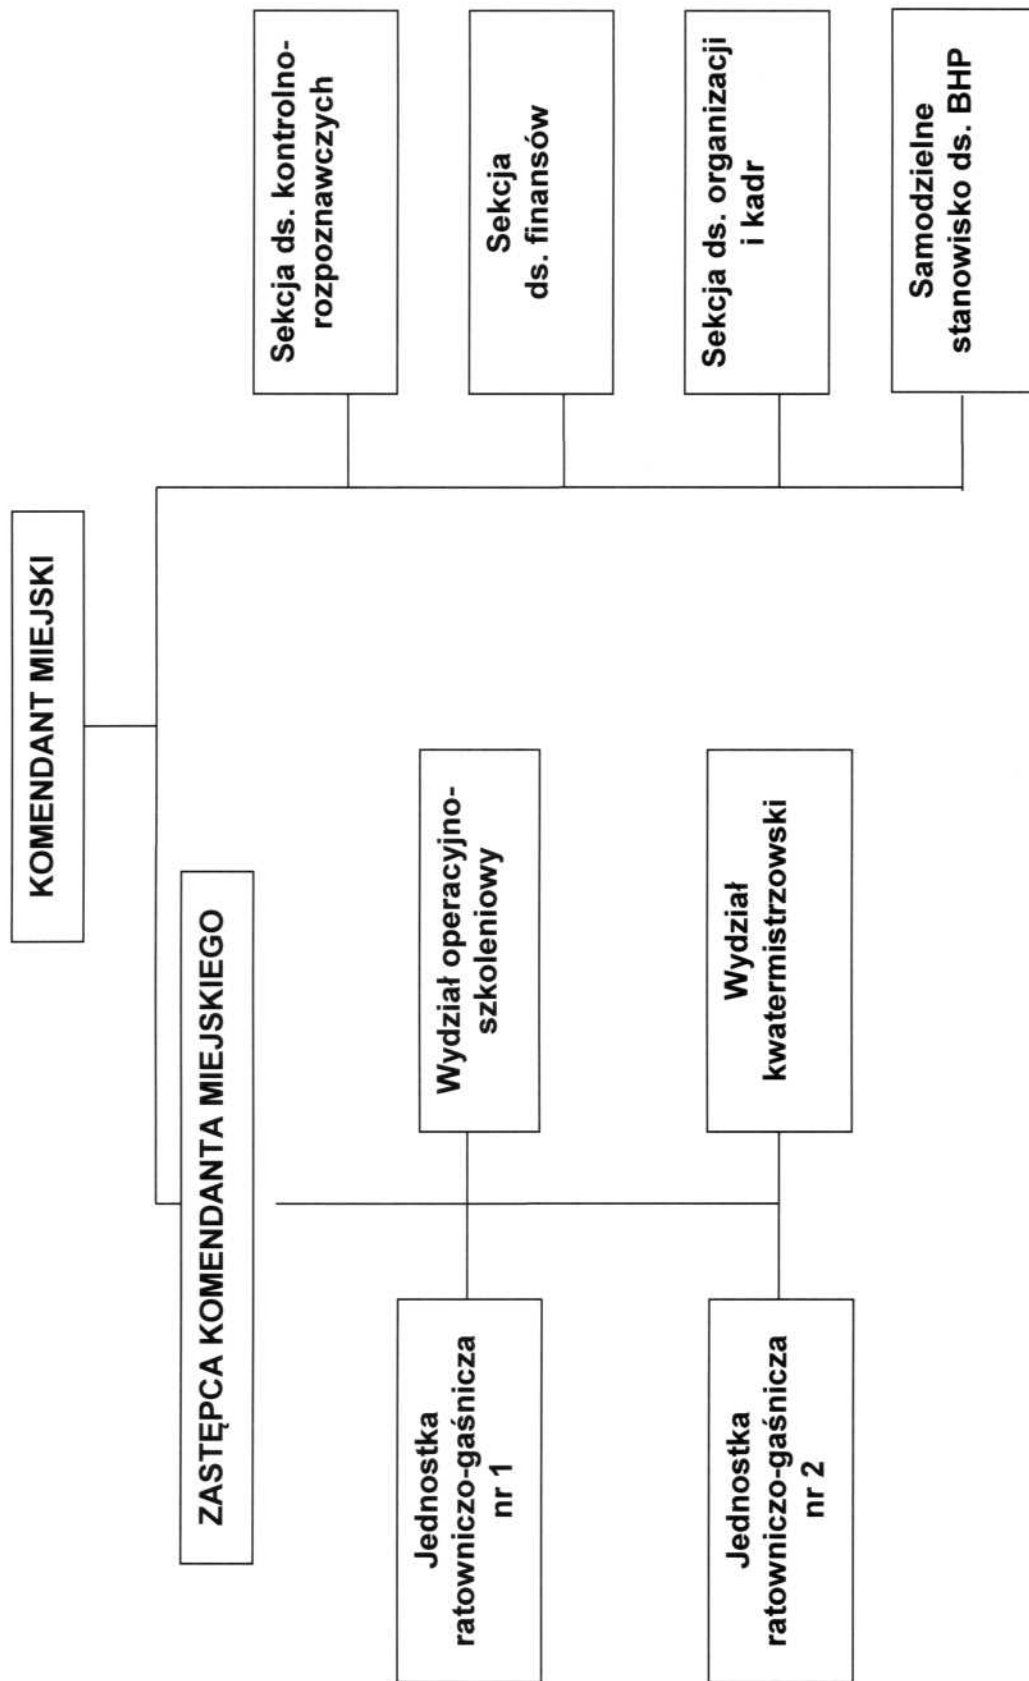 KOMENDANT MIEJSKI
ZASTĘPCA KOMENDANTA MIEJSKIEGO
Jednostka
ratowniczo-gaśnicza
nr 1
Wydział operacyjno-
szkoleniowy
Jednostka
ratowniczo-gaśnicza
nr 2
Wydział
kwatermistrzowski
Sekcja ds. kontrolno-
rozpoznawczych
Sekcja
ds. finansów
Sekcja ds. organizacji
i kadr
Samodzielne
stanowisko ds. BHP